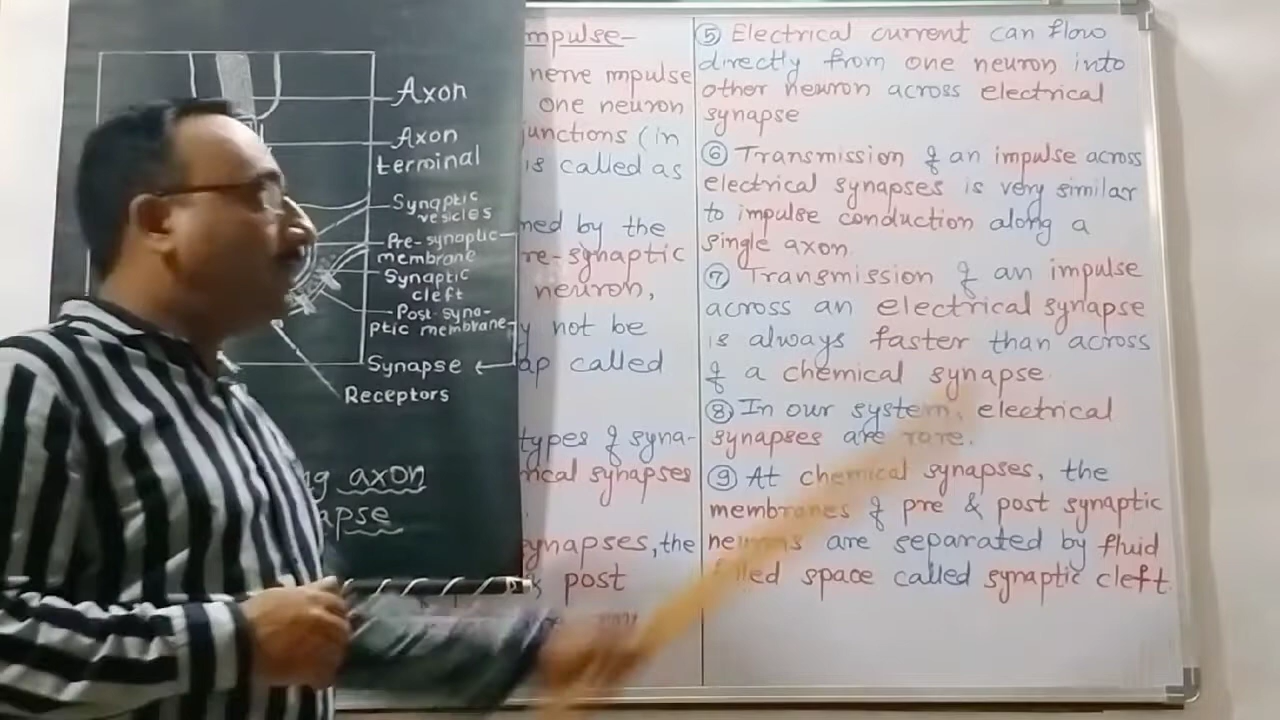 Axon
Axon
terminal
Synaptic
vesicles
Pre-synaptic
membrane
Synaptic
cleft
Post-syna-
ptic membrane
Synapse
Receptors
axon
mpulse-
nerve mpulse
one neuron
junctions (in
is called as
ned by the
re-synaptic
neuron,
y not be
ap called
types of syna-
rical synapses
synapses, the
post
⑤ Electrical current can flow
directly from one neuron into
other neuron across electrical
synapse
⑥ Transmission of an impulse across
electrical synapses is very similar
to impulse conduction along a
single axon.
⑦ Transmission of an impulse
across an electrical synapse
is always faster than across
of a chemical synapse.
⑧ In our system, electrical
synapses are rare.
⑨ At chemical synapses, the
membranes of pre & post synaptic
neurons are separated by fluid
filled space called synaptic cleft.